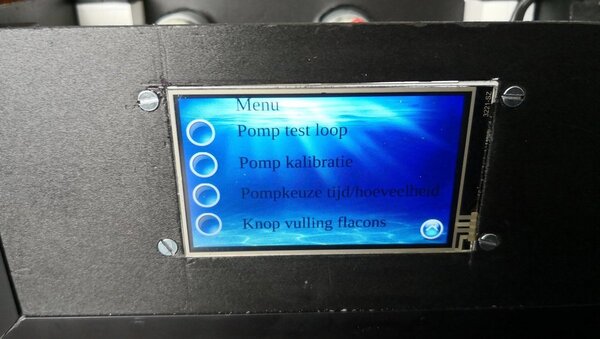 Menu
Pomp test loop
Pomp kalibratie
Pompkeuze tijd/hoeveelheid
Knop vulling flacons